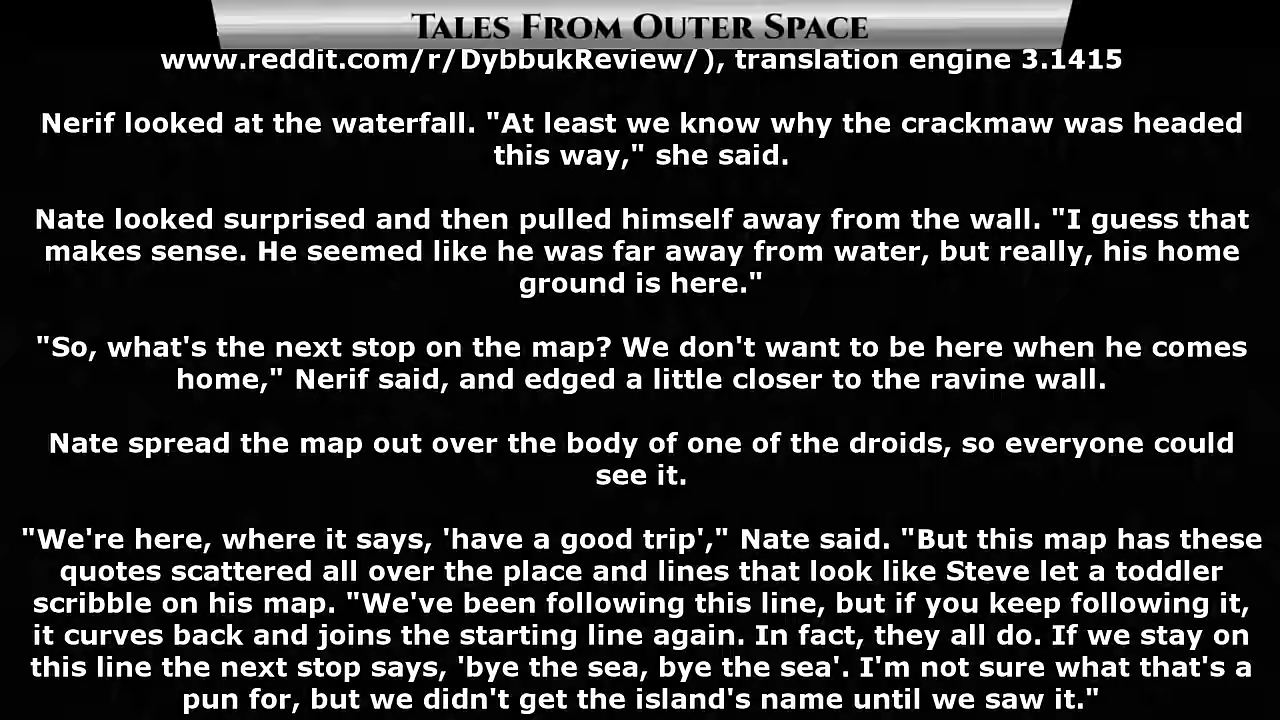 Tales From Outer Space
www.reddit.com/r/DybbukReview/), translation engine 3.1415
Nerif looked at the waterfall. "At least we know why the crackmaw was headed
this way," she said.
Nate looked surprised and then pulled himself away from the wall. "I guess that
makes sense. He seemed like he was far away from water, but really, his home
ground is here."
"So, what's the next stop on the map? We don't want to be here when he comes
home," Nerif said, and edged a little closer to the ravine wall.
Nate spread the map out over the body of one of the droids, so everyone could
see it.
"We're here, where it says, 'have a good trip'," Nate said. "But this map has these
quotes scattered all over the place and lines that look like Steve let a toddler
scribble on his map. "We've been following this line, but if you keep following it,
it curves back and joins the starting line again. In fact, they all do. If we stay on
this line the next stop says, 'bye the sea, bye the sea'. I'm not sure what that's a
pun for, but we didn't get the island's name until we saw it."